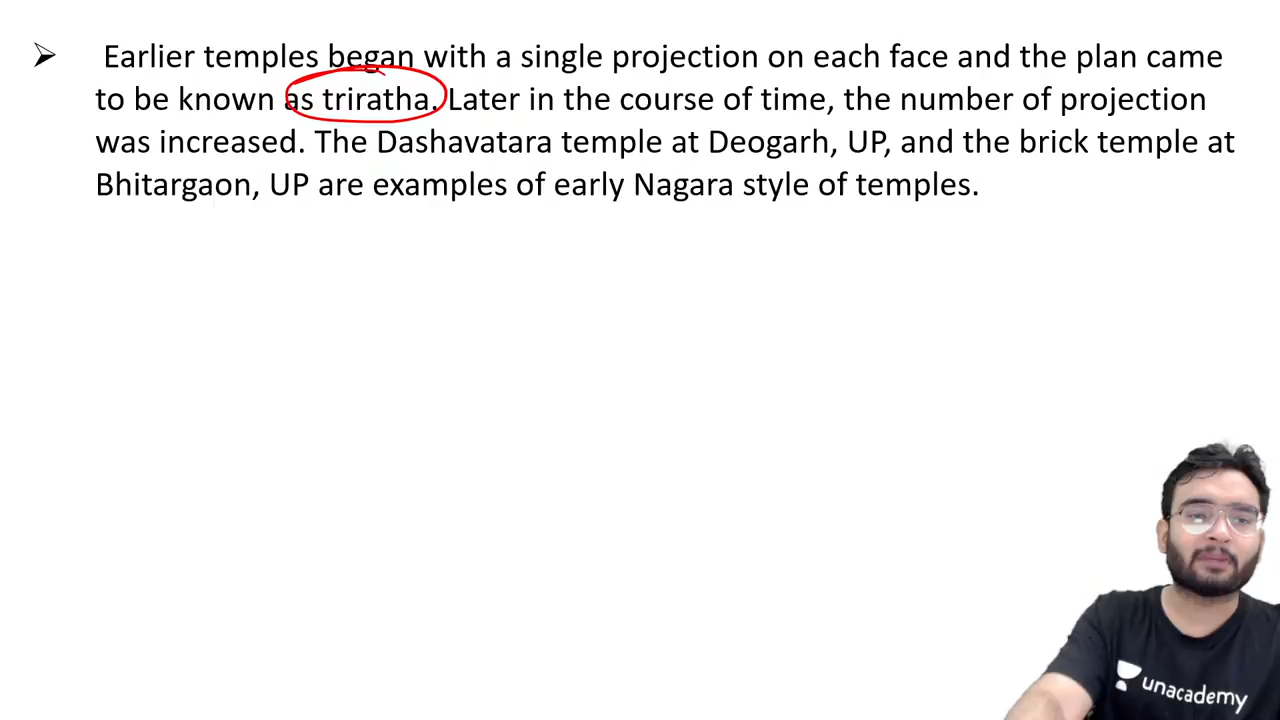 ➢ Earlier temples began with a single projection on each face and the plan came
to be known as triratha. Later in the course of time, the number of projection
was increased. The Dashavatara temple at Deogarh, UP, and the brick temple at
Bhitargaon, UP are examples of early Nagara style of temples.
unacademy